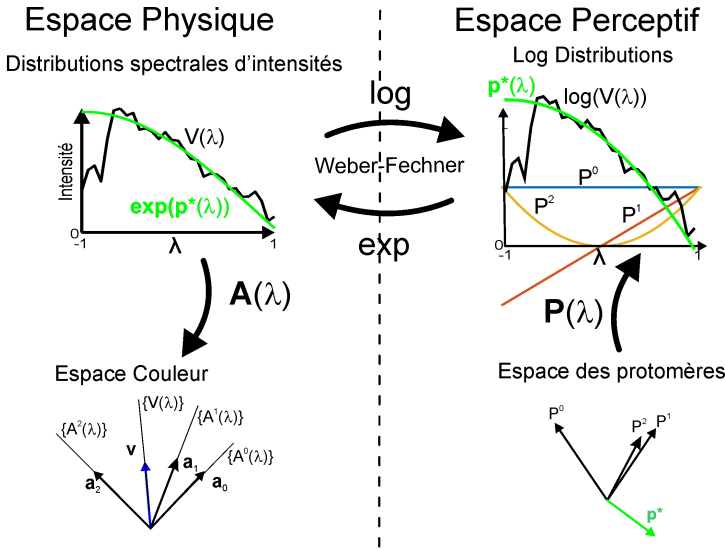 Espace Physique
Distributions spectrales d'intensités
Intensité
V(λ)
exp(p*(λ))
0
-1
λ
1
A(λ)
Espace Couleur
{A²(λ)}
{V(λ)}
{A¹(λ)}
{A⁰(λ)}
v
a₁
a₂
a₀
log
Weber-Fechner
exp
Espace Perceptif
Log Distributions
p*(λ)
log(V(λ))
P⁰
P²
P¹
0
-1
λ
1
P(λ)
Espace des protomères
P⁰
P²
P¹
p*